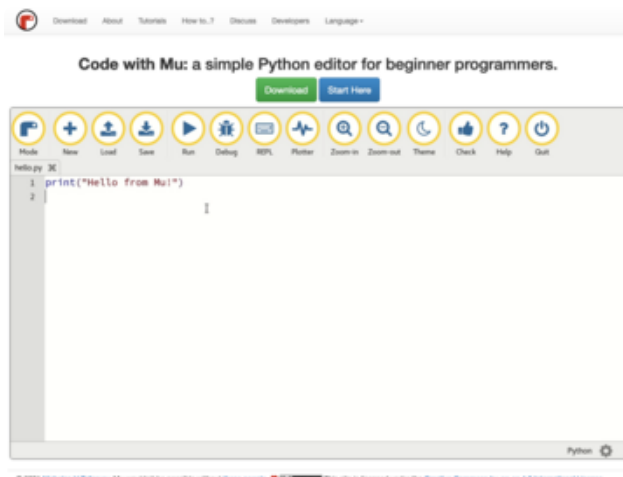 Download About Tutorials How to..? Discuss Developers Language
Code with Mu: a simple Python editor for beginner programmers.
Download Start Here
Mode New Load Save Run Debug REPL Plotter Zoom-in Zoom-out Theme Check Help Quit
hello.py
1 print("Hello from Mu!")
2
Python